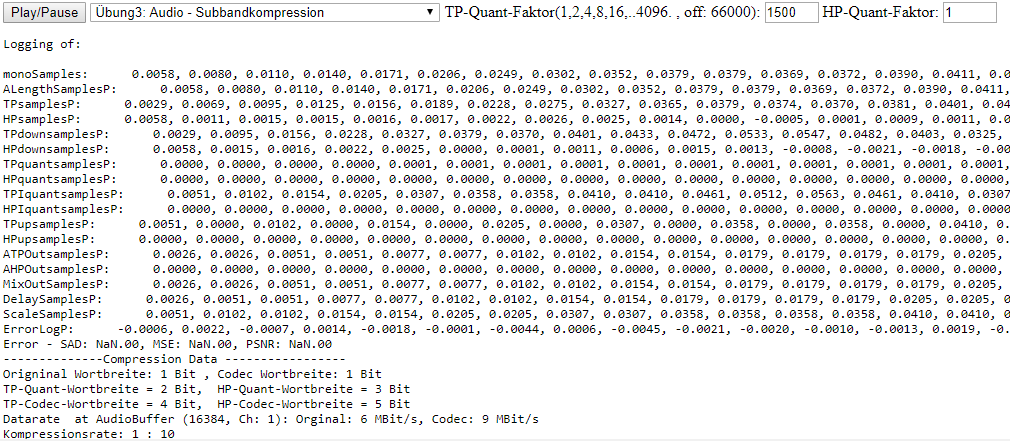 Play/Pause Übung3: Audio - Subbandkompression TP-Quant-Faktor(1,2,4,8,16,..4096. , off: 66000): 1500 HP-Quant-Faktor: 1
Logging of:
monoSamples: 0.0058, 0.0080, 0.0110, 0.0140, 0.0171, 0.0206, 0.0249, 0.0302, 0.0352, 0.0379, 0.0379, 0.0369, 0.0372, 0.0390, 0.0411, 0.0
ALengthSamplesP: 0.0058, 0.0080, 0.0110, 0.0140, 0.0171, 0.0206, 0.0249, 0.0302, 0.0352, 0.0379, 0.0379, 0.0369, 0.0372, 0.0390, 0.0411,
TPsamplesP: 0.0029, 0.0069, 0.0095, 0.0125, 0.0156, 0.0189, 0.0228, 0.0275, 0.0327, 0.0365, 0.0379, 0.0374, 0.0370, 0.0381, 0.0401, 0.04
HPsamplesP: 0.0058, 0.0011, 0.0015, 0.0015, 0.0016, 0.0017, 0.0022, 0.0026, 0.0025, 0.0014, 0.0000, -0.0005, 0.0001, 0.0009, 0.0011, 0.0
TPdownsamplesP: 0.0029, 0.0095, 0.0156, 0.0228, 0.0327, 0.0379, 0.0370, 0.0401, 0.0433, 0.0472, 0.0533, 0.0547, 0.0482, 0.0403, 0.0325,
HPdownsamplesP: 0.0058, 0.0015, 0.0016, 0.0022, 0.0025, 0.0000, 0.0001, 0.0011, 0.0006, 0.0015, 0.0013, -0.0008, -0.0021, -0.0018, -0.00
TPquantsamplesP: 0.0000, 0.0000, 0.0000, 0.0000, 0.0001, 0.0001, 0.0001, 0.0001, 0.0001, 0.0001, 0.0001, 0.0001, 0.0001, 0.0001, 0.0001,
HPquantsamplesP: 0.0000, 0.0000, 0.0000, 0.0000, 0.0000, 0.0000, 0.0000, 0.0000, 0.0000, 0.0000, 0.0000, 0.0000, 0.0000, 0.0000, 0.0000,
TPIquantsamplesP: 0.0051, 0.0102, 0.0154, 0.0205, 0.0307, 0.0358, 0.0358, 0.0410, 0.0410, 0.0461, 0.0512, 0.0563, 0.0461, 0.0410, 0.0307
HPIquantsamplesP: 0.0000, 0.0000, 0.0000, 0.0000, 0.0000, 0.0000, 0.0000, 0.0000, 0.0000, 0.0000, 0.0000, 0.0000, 0.0000, 0.0000, 0.0000
TPupsamplesP: 0.0051, 0.0000, 0.0102, 0.0000, 0.0154, 0.0000, 0.0205, 0.0000, 0.0307, 0.0000, 0.0358, 0.0000, 0.0358, 0.0000, 0.0410, 0.
HPupsamplesP: 0.0000, 0.0000, 0.0000, 0.0000, 0.0000, 0.0000, 0.0000, 0.0000, 0.0000, 0.0000, 0.0000, 0.0000, 0.0000, 0.0000, 0.0000, 0.
ATPOutsamplesP: 0.0026, 0.0026, 0.0051, 0.0051, 0.0077, 0.0077, 0.0102, 0.0102, 0.0154, 0.0154, 0.0179, 0.0179, 0.0179, 0.0179, 0.0205,
AHPOutsamplesP: 0.0000, 0.0000, 0.0000, 0.0000, 0.0000, 0.0000, 0.0000, 0.0000, 0.0000, 0.0000, 0.0000, 0.0000, 0.0000, 0.0000, 0.0000,
MixOutSamplesP: 0.0026, 0.0026, 0.0051, 0.0051, 0.0077, 0.0077, 0.0102, 0.0102, 0.0154, 0.0154, 0.0179, 0.0179, 0.0179, 0.0179, 0.0205,
DelaySamplesP: 0.0026, 0.0051, 0.0051, 0.0077, 0.0077, 0.0102, 0.0102, 0.0154, 0.0154, 0.0179, 0.0179, 0.0179, 0.0179, 0.0205, 0.0205, 0
ScaleSamplesP: 0.0051, 0.0102, 0.0102, 0.0154, 0.0154, 0.0205, 0.0205, 0.0307, 0.0307, 0.0358, 0.0358, 0.0358, 0.0358, 0.0410, 0.0410, 0
ErrorLogP: -0.0006, 0.0022, -0.0007, 0.0014, -0.0018, -0.0001, -0.0044, 0.0006, -0.0045, -0.0021, -0.0020, -0.0010, -0.0013, 0.0019, -0.
Error - SAD: NaN.00, MSE: NaN.00, PSNR: NaN.00
--------------Compression Data -----------------
Origninal Wortbreite: 1 Bit , Codec Wortbreite: 1 Bit
TP-Quant-Wortbreite = 2 Bit, HP-Quant-Wortbreite = 3 Bit
TP-Codec-Wortbreite = 4 Bit, HP-Codec-Wortbreite = 5 Bit
Datarate at AudioBuffer (16384, Ch: 1): Orginal: 6 MBit/s, Codec: 9 MBit/s
Kompressionsrate: 1 : 10